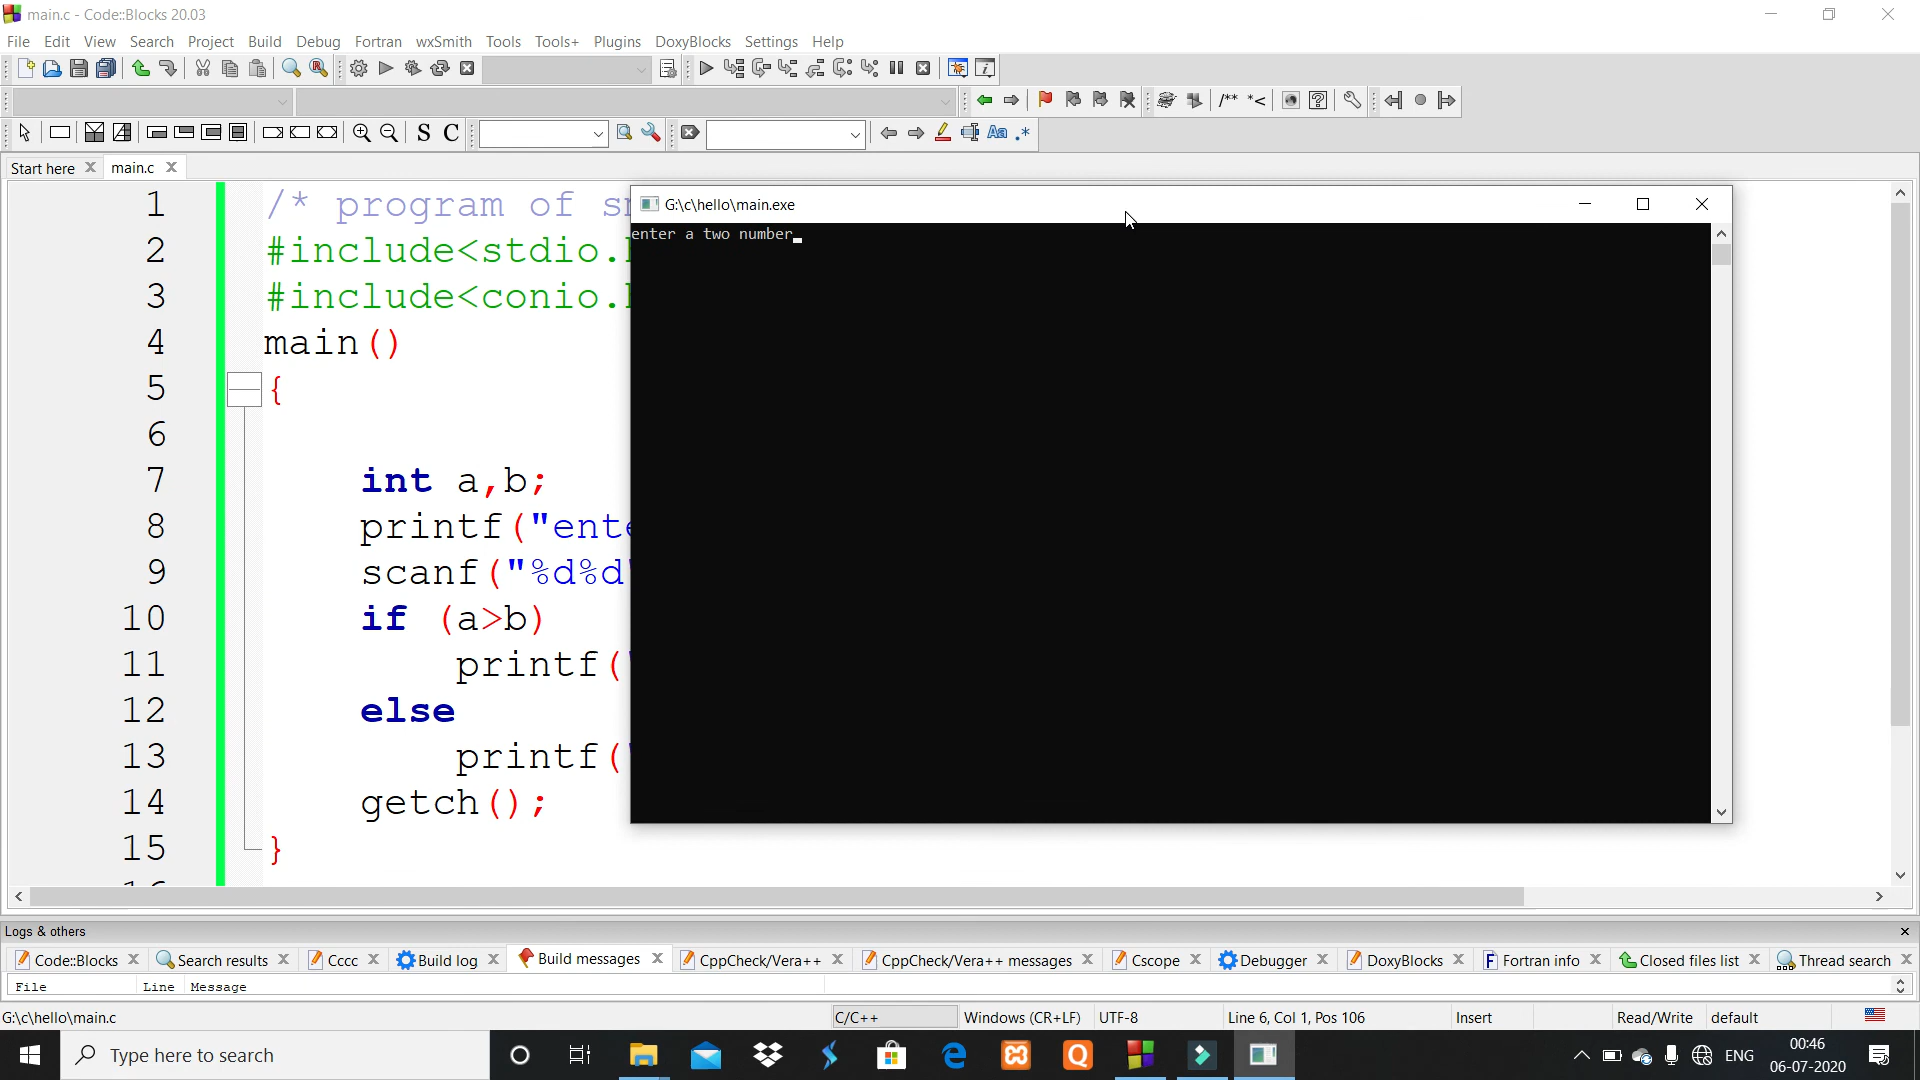 main.c - Code::Blocks 20.03
File Edit View Search Project Build Debug Fortran wxSmith Tools Tools+ Plugins DoxyBlocks Settings Help
/** *<
S C
Aa .*
Start here main.c
1 /* program of
2 #include<stdio.
3 #include<conio.
4 main()
5 {
6
7 int a,b;
8 printf("ente
9 scanf("%d%d
10 if (a>b)
11 printf(
12 else
13 printf(
14 getch();
15 }
G:\c\hello\main.exe
enter a two number
Logs & others
Code::Blocks Search results Cccc Build log Build messages CppCheck/Vera++ CppCheck/Vera++ messages Cscope Debugger DoxyBlocks Fortran info Closed files list Thread search
File Line Message
G:\c\hello\main.c C/C++ Windows (CR+LF) UTF-8 Line 6, Col 1, Pos 106 Insert Read/Write default
Type here to search
ENG
00:46
06-07-2020